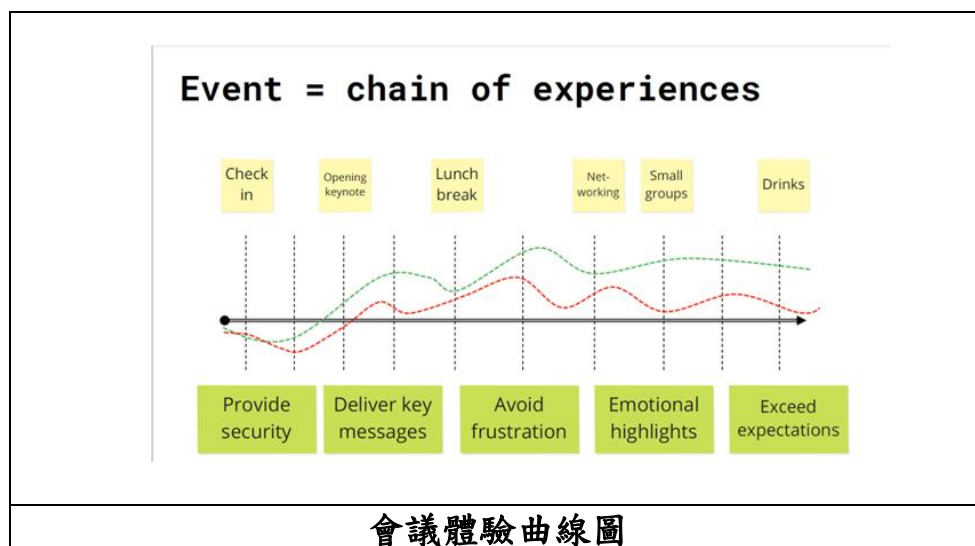 Event = chain of experiences
Check
in
Opening
keynote
Lunch
break
Net-
working
Small
groups
Drinks
Provide
security
Deliver key
messages
Avoid
frustration
Emotional
highlights
Exceed
expectations
會議體驗曲線圖